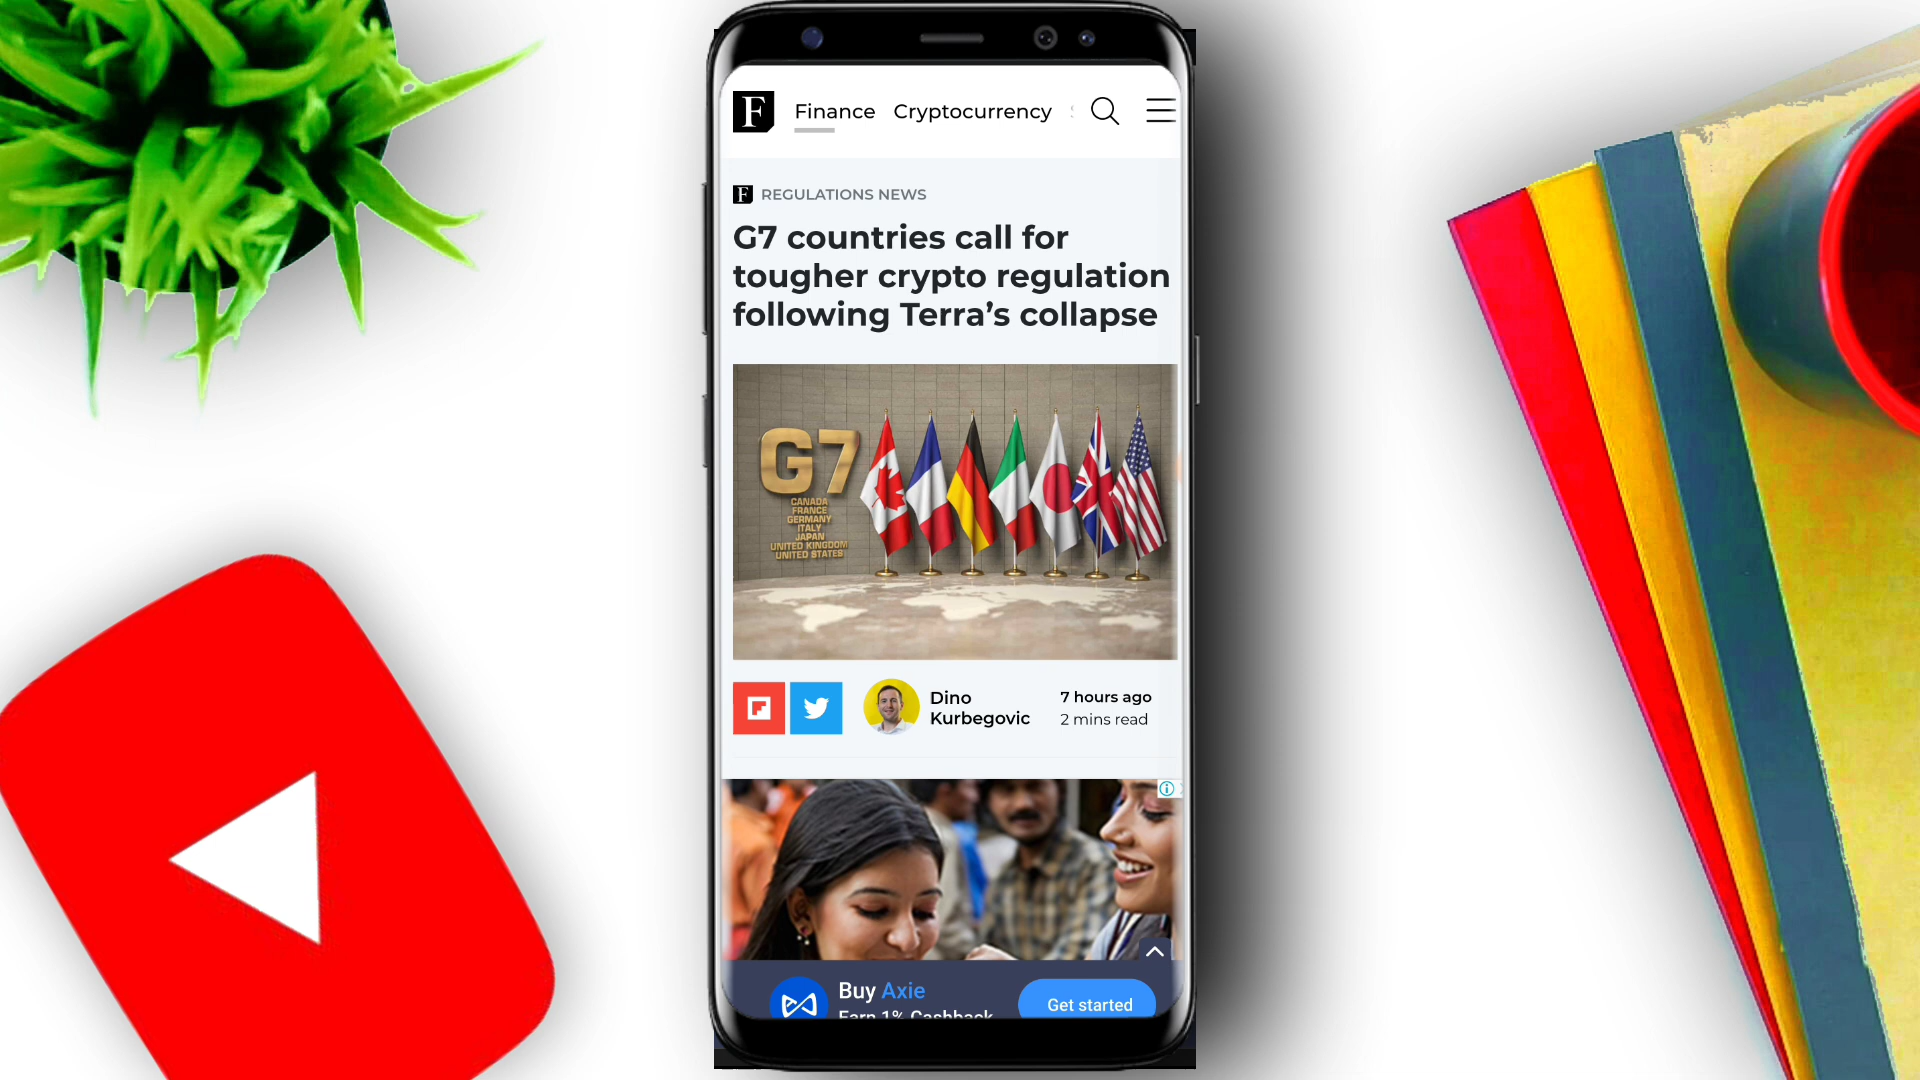 F
Finance Cryptocurrency
F REGULATIONS NEWS
G7 countries call for
tougher crypto regulation
following Terra’s collapse
G7
CANADA
FRANCE
GERMANY
ITALY
JAPAN
UNITED KINGDOM
UNITED STATES
Dino
Kurbegovic
7 hours ago
2 mins read
Buy Axie
Earn 1% Cashback
Get started